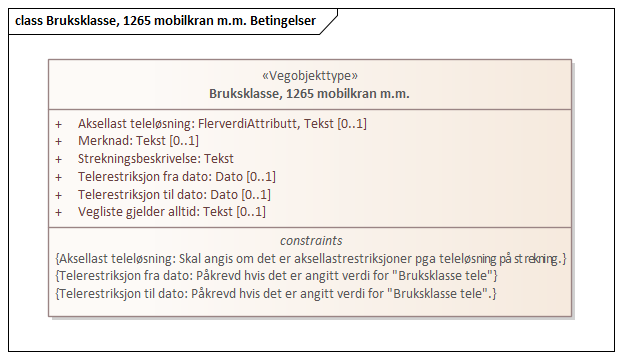 class Bruksklasse, 1265 mobilkran m.m. Betingelser
«Vegobjekttype»
Bruksklasse, 1265 mobilkran m.m.
+ Aksellast teleløsning: FlerverdiAttributt, Tekst [0..1]
+ Merknad: Tekst [0..1]
+ Strekningsbeskrivelse: Tekst
+ Telerestriksjon fra dato: Dato [0..1]
+ Telerestriksjon til dato: Dato [0..1]
+ Vegliste gjelder alltid: Tekst [0..1]
constraints
{Aksellast teleløsning: Skal angis om det er aksellastrestriksjoner pga teleløsning på strekning.}
{Telerestriksjon fra dato: Påkrevd hvis det er angitt verdi for "Bruksklasse tele"}
{Telerestriksjon til dato: Påkrevd hvis det er angitt verdi for "Bruksklasse tele".}